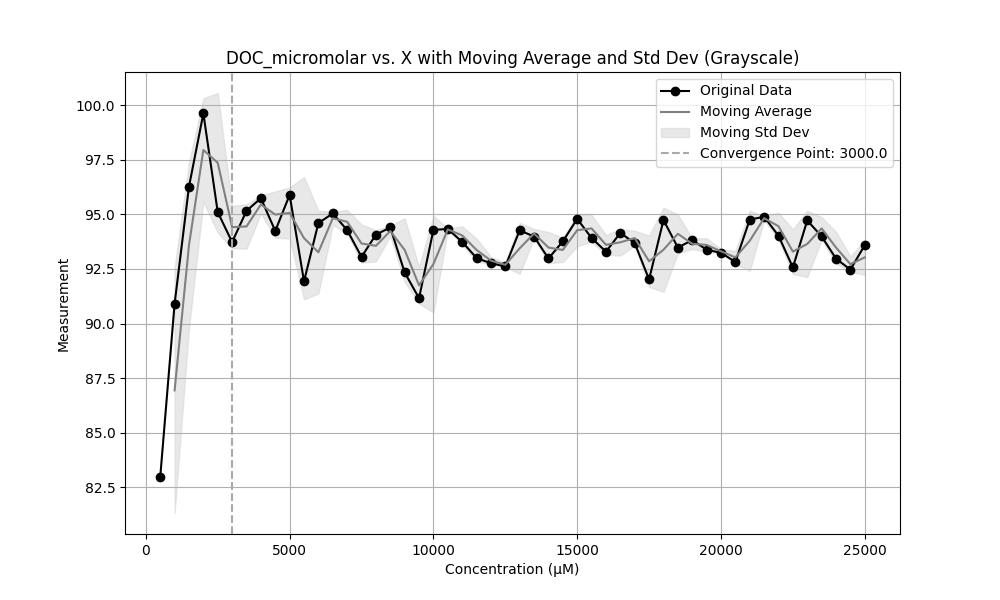 DOC_micromolar vs. X with Moving Average and Std Dev (Grayscale)
Original Data
Moving Average
Moving Std Dev
Convergence Point: 3000.0
100.0
97.5
95.0
92.5
90.0
87.5
85.0
82.5
Measurement
0 5000 10000 15000 20000 25000
Concentration (μM)